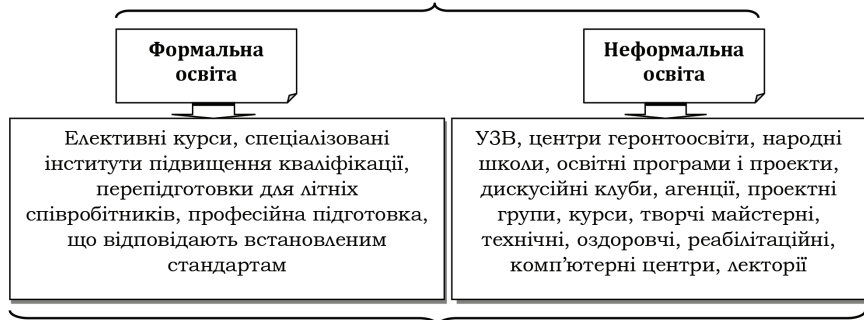 Формальна
освіта
Неформальна
освіта
Елективні курси, спеціалізовані
інститути підвищення кваліфікації,
перепідготовки для літніх
співробітників, професійна підготовка,
що відповідають встановленим
стандартам
УЗВ, центри геронтоосвіти, народні
школи, освітні програми і проекти,
дискусійні клуби, агенції, проектні
групи, курси, творчі майстерні,
технічні, оздоровчі, реабілітаційні,
комп’ютерні центри, лекторії